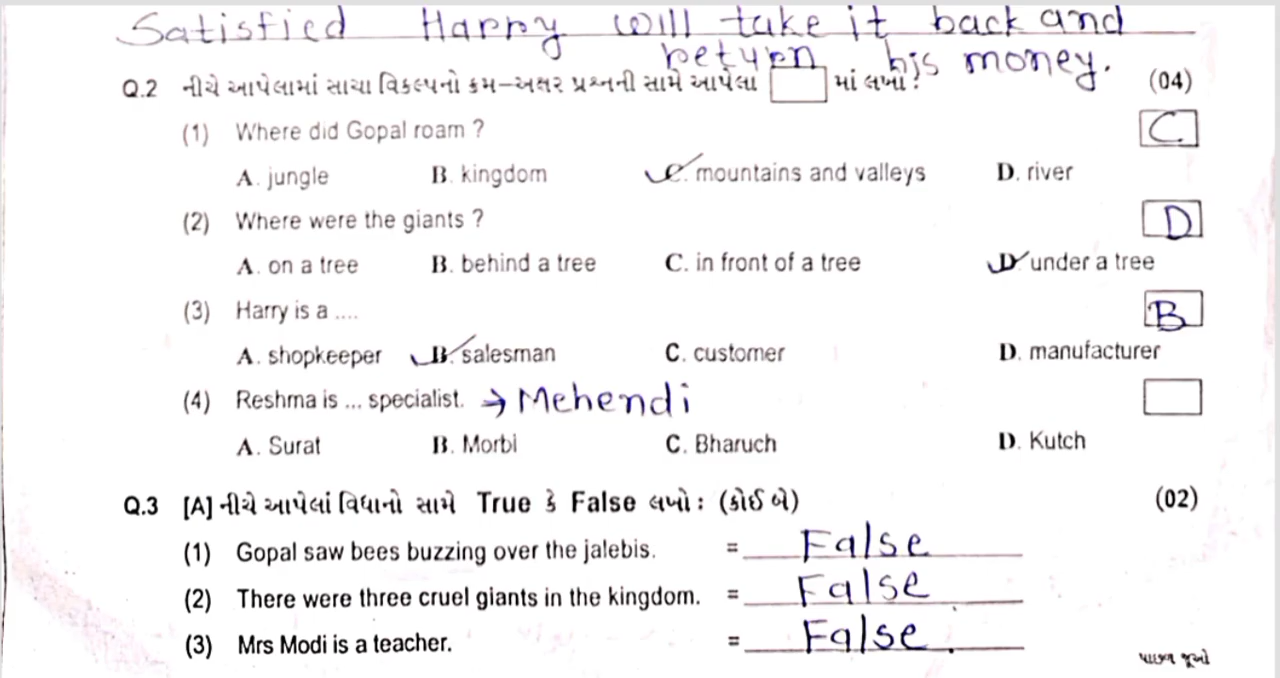 Satisfied Harry will take it back and
return his money.
Q.2 નીચે આપેલામાં સાચા વિકલ્પનો ક્રમ-અક્ષર પ્રશ્નની સામે આપેલા માં લખો: (04)
(1) Where did Gopal roam ? C
A. jungle B. kingdom C. mountains and valleys D. river
(2) Where were the giants ? D
A. on a tree B. behind a tree C. in front of a tree D. under a tree
(3) Harry is a .... B
A. shopkeeper B. salesman C. customer D. manufacturer
(4) Reshma is ... specialist. → Mehendi
A. Surat B. Morbi C. Bharuch D. Kutch
Q.3 [A] નીચે આપેલાં વિધાનો સામે True કે False લખો : (કોઈ બે) (02)
(1) Gopal saw bees buzzing over the jalebis. = False
(2) There were three cruel giants in the kingdom. = False
(3) Mrs Modi is a teacher. = False.
પાછળ જૂઓ